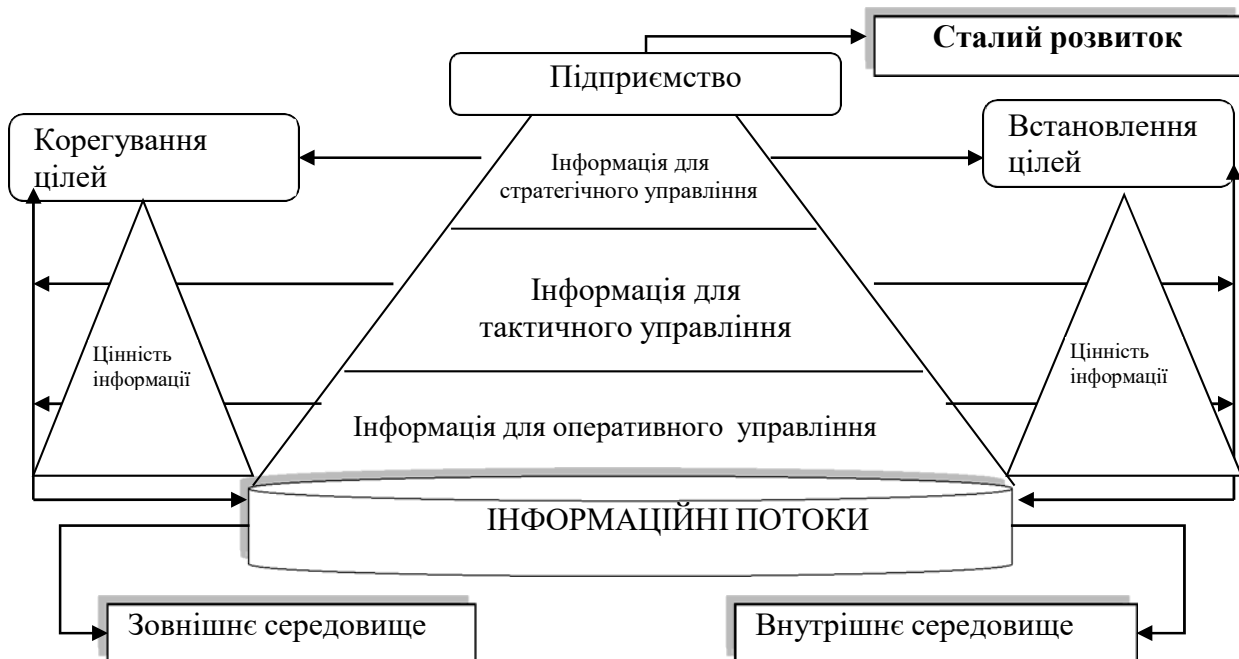 Сталий розвиток
Підприємство
Корегування
цілей
Інформація для
стратегічного управління
Встановлення
цілей
Інформація для
тактичного управління
Цінність
інформації
Цінність
інформації
Інформація для оперативного управління
ІНФОРМАЦІЙНІ ПОТОКИ
Зовнішнє середовище
Внутрішнє середовище